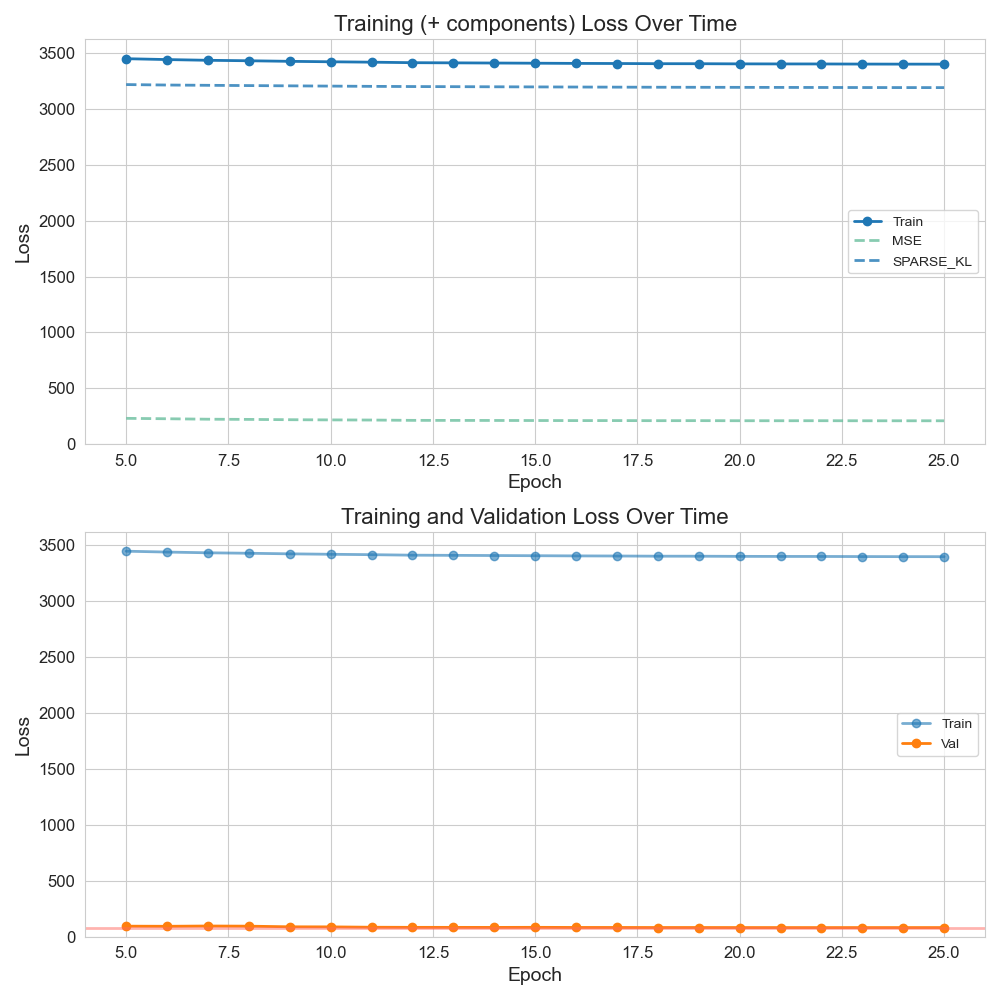 Training (+ components) Loss Over Time
3500
3000
2500
2000
1500
1000
500
0
Loss
Train
MSE
SPARSE_KL
5.0 7.5 10.0 12.5 15.0 17.5 20.0 22.5 25.0
Epoch
Training and Validation Loss Over Time
3500
3000
2500
2000
1500
1000
500
0
Loss
Train
Val
5.0 7.5 10.0 12.5 15.0 17.5 20.0 22.5 25.0
Epoch